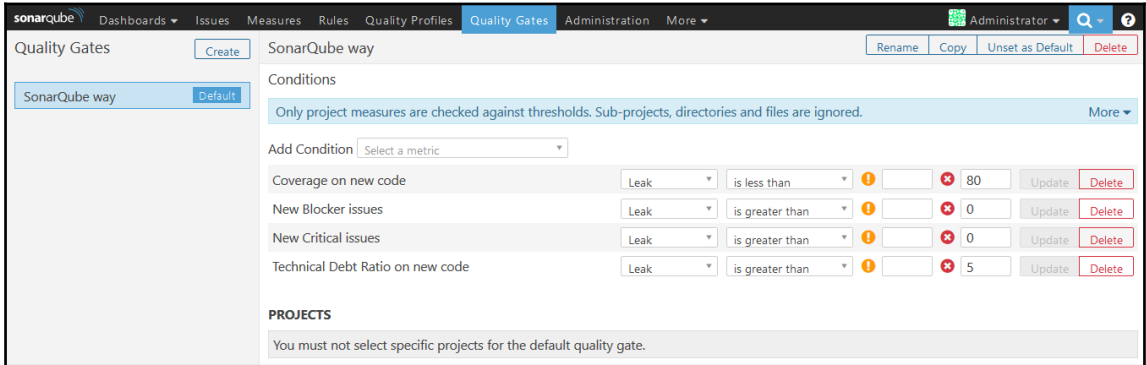 sonarqube Dashboards Issues Measures Rules Quality Profiles Quality Gates Administration More Administrator ?
Quality Gates Create
SonarQube way Rename Copy Unset as Default Delete
SonarQube way Default
Conditions
Only project measures are checked against thresholds. Sub-projects, directories and files are ignored. More
Add Condition Select a metric
Coverage on new code Leak is less than 80 Update Delete
New Blocker issues Leak is greater than 0 Update Delete
New Critical issues Leak is greater than 0 Update Delete
Technical Debt Ratio on new code Leak is greater than 5 Update Delete
PROJECTS
You must not select specific projects for the default quality gate.